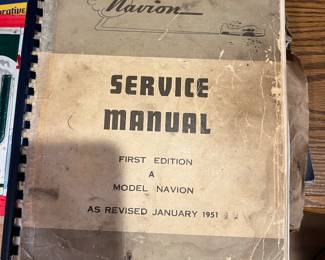 Navion
SERVICE
MANUAL
FIRST EDITION
A
MODEL NAVION
AS REVISED JANUARY 1951